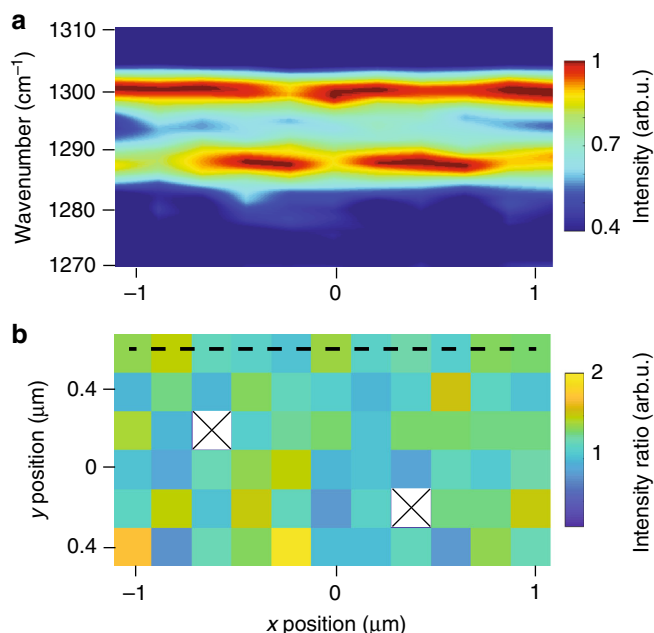 a
1310
1300
1290
1280
1270
Wavenumber (cm⁻¹)
−1
0
1
1
0.7
0.4
Intensity (arb.u.)
b
0.4
0
0.4
y position (μm)
−1
0
1
x position (μm)
2
1
Intensity ratio (arb.u.)